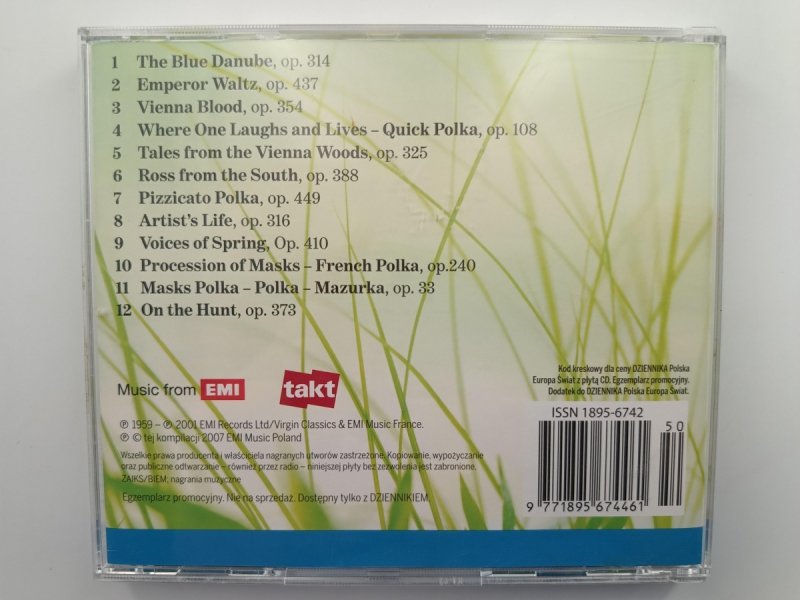 1 The Blue Danube, op. 314
2 Emperor Waltz, op. 437
3 Vienna Blood, op. 354
4 Where One Laughs and Lives – Quick Polka, op. 108
5 Tales from the Vienna Woods, op. 325
6 Ross from the South, op. 388
7 Pizzicato Polka, op. 449
8 Artist's Life, op. 316
9 Voices of Spring, Op. 410
10 Procession of Masks – French Polka, op.240
11 Masks Polka – Polka – Mazurka, op. 33
12 On the Hunt, op. 373
Music from EMI
takt
℗ 1959 – ℗ 2001 EMI Records Ltd/Virgin Classics & EMI Music France.
℗ © tej kompilacji 2007 EMI Music Poland
Wszelkie prawa producenta i właściciela nagranych utworów zastrzeżone. Kopiowanie, wypożyczanie
oraz publiczne odtwarzanie – również przez radio – niniejszej płyty bez zezwolenia jest zabronione.
ZAIKS/BIEM, nagrania muzyczne
Egzemplarz promocyjny. Nie na sprzedaż. Dostępny tylko z DZIENNIKIEM.
Kod kreskowy dla ceny DZIENNIKA Polska
Europa Świat z płytą CD. Egzemplarz promocyjny.
Dodatek do DZIENNIKA Polska Europa Świat.
ISSN 1895-6742
50
9 771895 674461